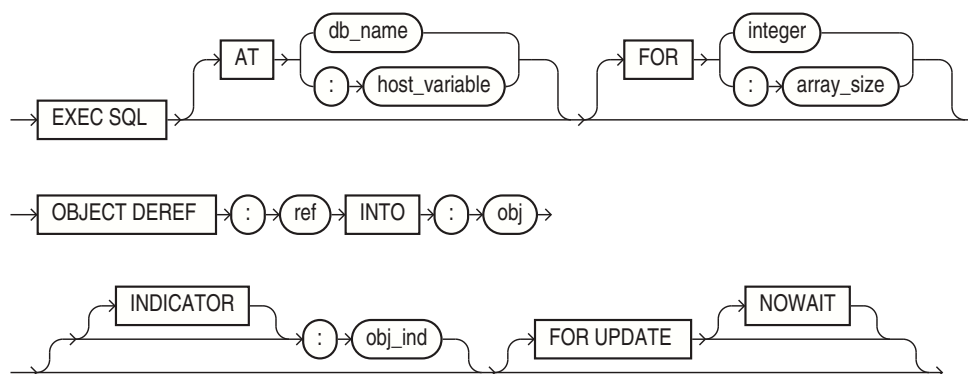 AT db_name FOR integer
: host_variable : array_size
EXEC SQL
OBJECT DEREF : ref INTO : obj
INDICATOR NOWAIT
: obj_ind FOR UPDATE